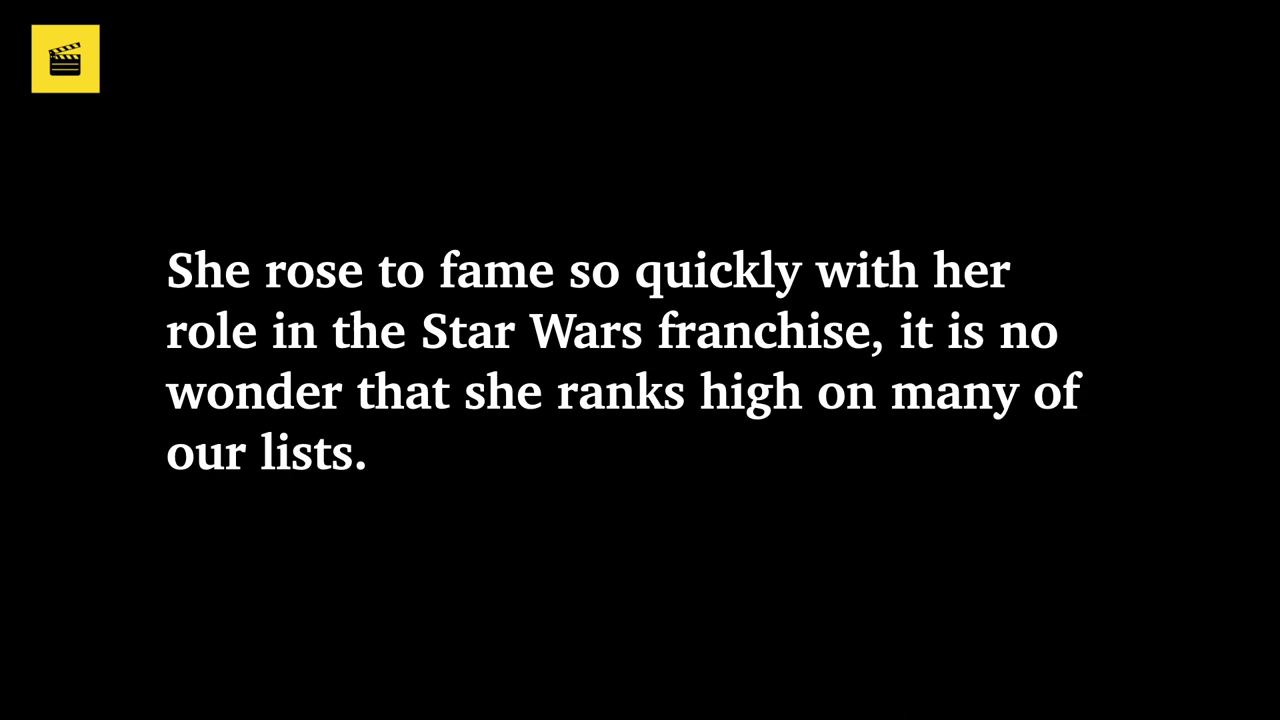 She rose to fame so quickly with her
role in the Star Wars franchise, it is no
wonder that she ranks high on many of
our lists.